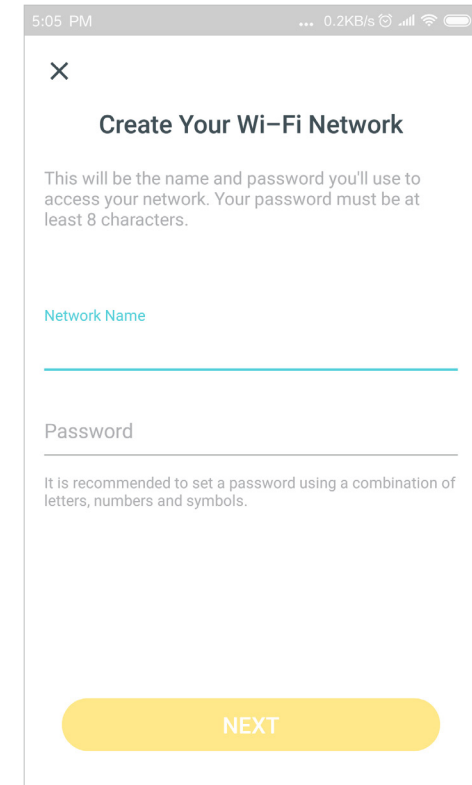 5:05 PM ... 0.2KB/s
Create Your Wi–Fi Network
This will be the name and password you'll use to
access your network. Your password must be at
least 8 characters.
Network Name
Password
It is recommended to set a password using a combination of
letters, numbers and symbols.
NEXT